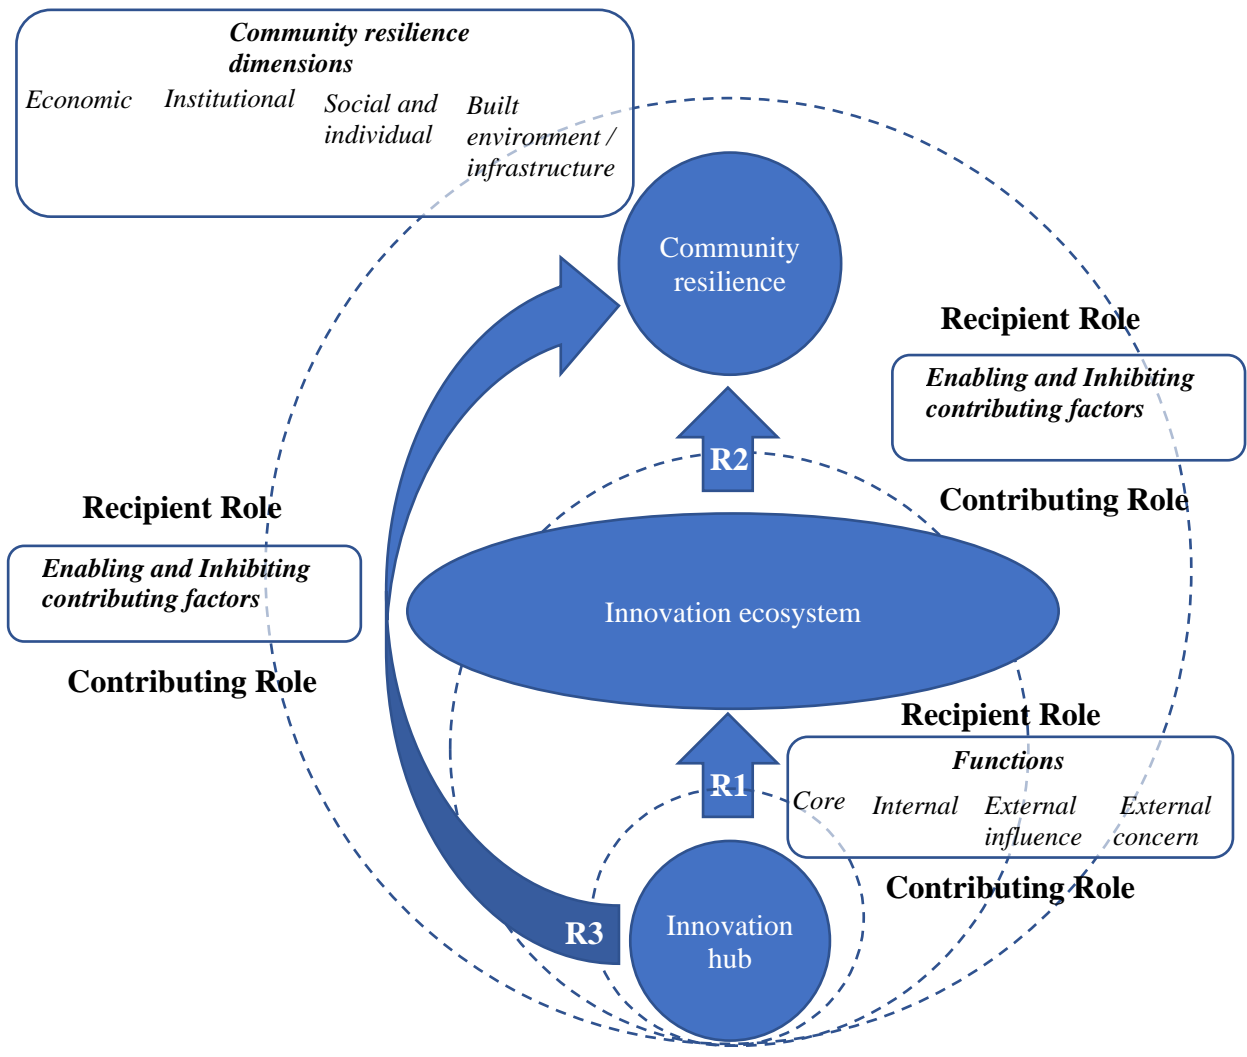 Community resilience
dimensions
Economic
Institutional
Social and
individual
Built
environment /
infrastructure
Community
resilience
Recipient Role
Enabling and Inhibiting
contributing factors
Contributing Role
R2
Recipient Role
Enabling and Inhibiting
contributing factors
Contributing Role
Innovation ecosystem
Recipient Role
Functions
Core
Internal
External
influence
External
concern
Contributing Role
R1
R3
Innovation
hub